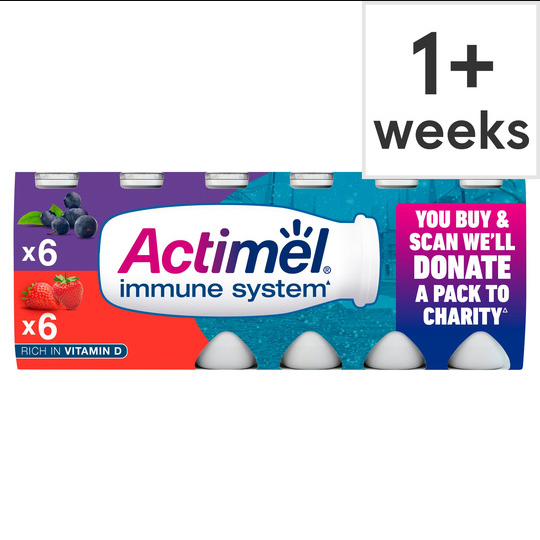 1+
weeks
Actimel®
immune system▲
x6
x6
RICH IN VITAMIN D
YOU BUY &
SCAN WE'LL
DONATE
A PACK TO
CHARITY△